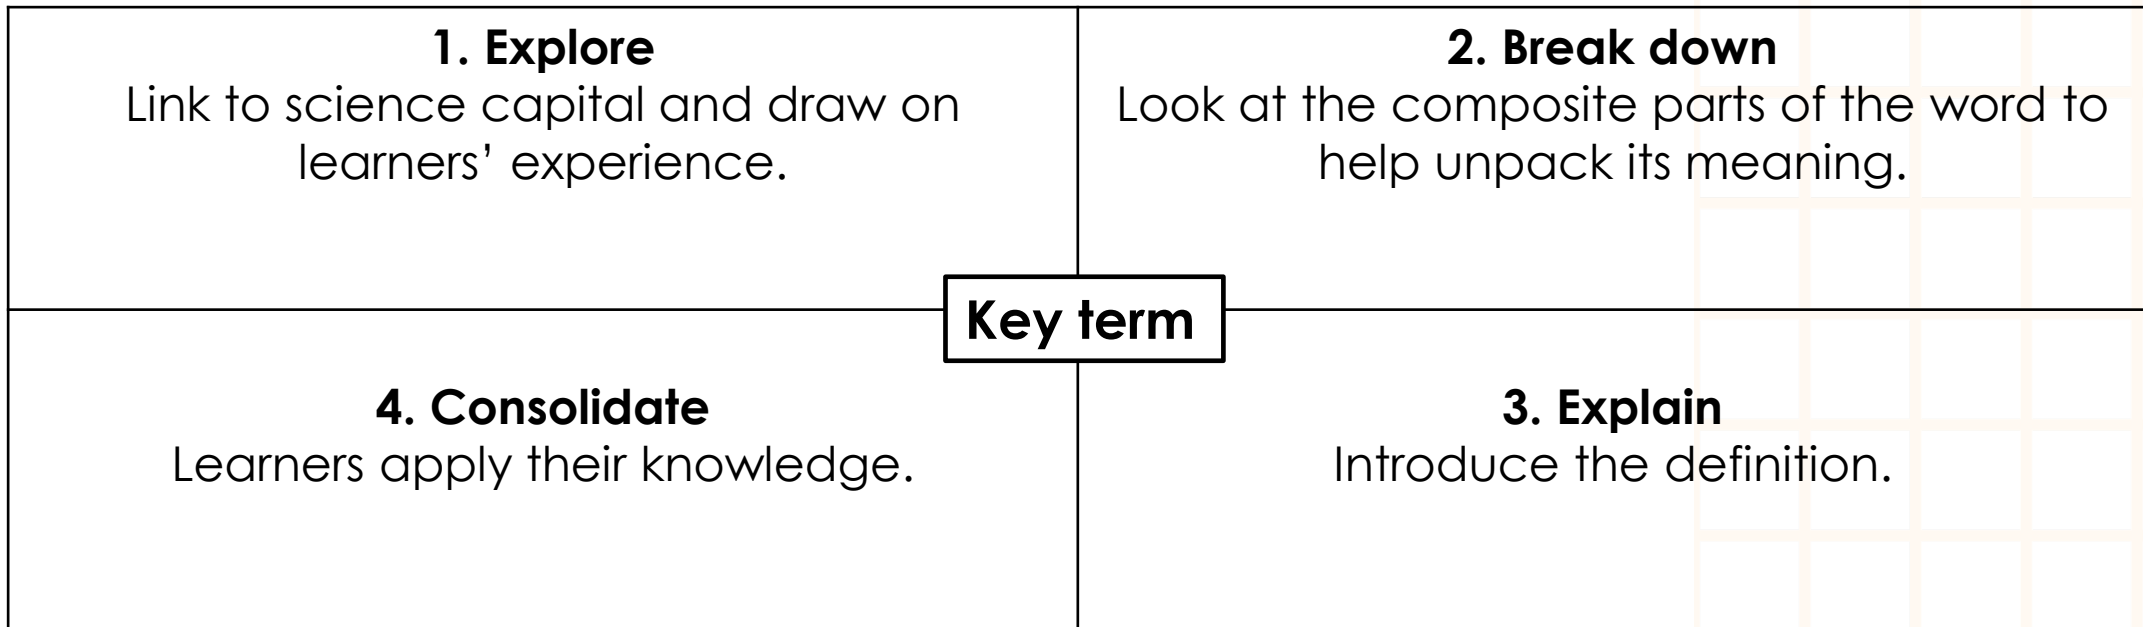 1. Explore
Link to science capital and draw on
learners’ experience.
2. Break down
Look at the composite parts of the word to
help unpack its meaning.
Key term
4. Consolidate
Learners apply their knowledge.
3. Explain
Introduce the definition.